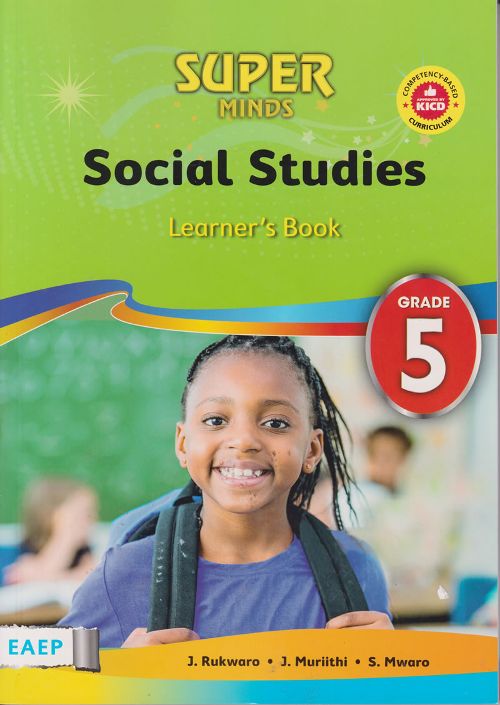 SUPER
MINDS
COMPETENCY-BASED
APPROVED BY
KICD
CURRICULUM
Social Studies
Learner's Book
GRADE
5
EAEP
J. Rukwaro • J. Muriithi • S. Mwaro